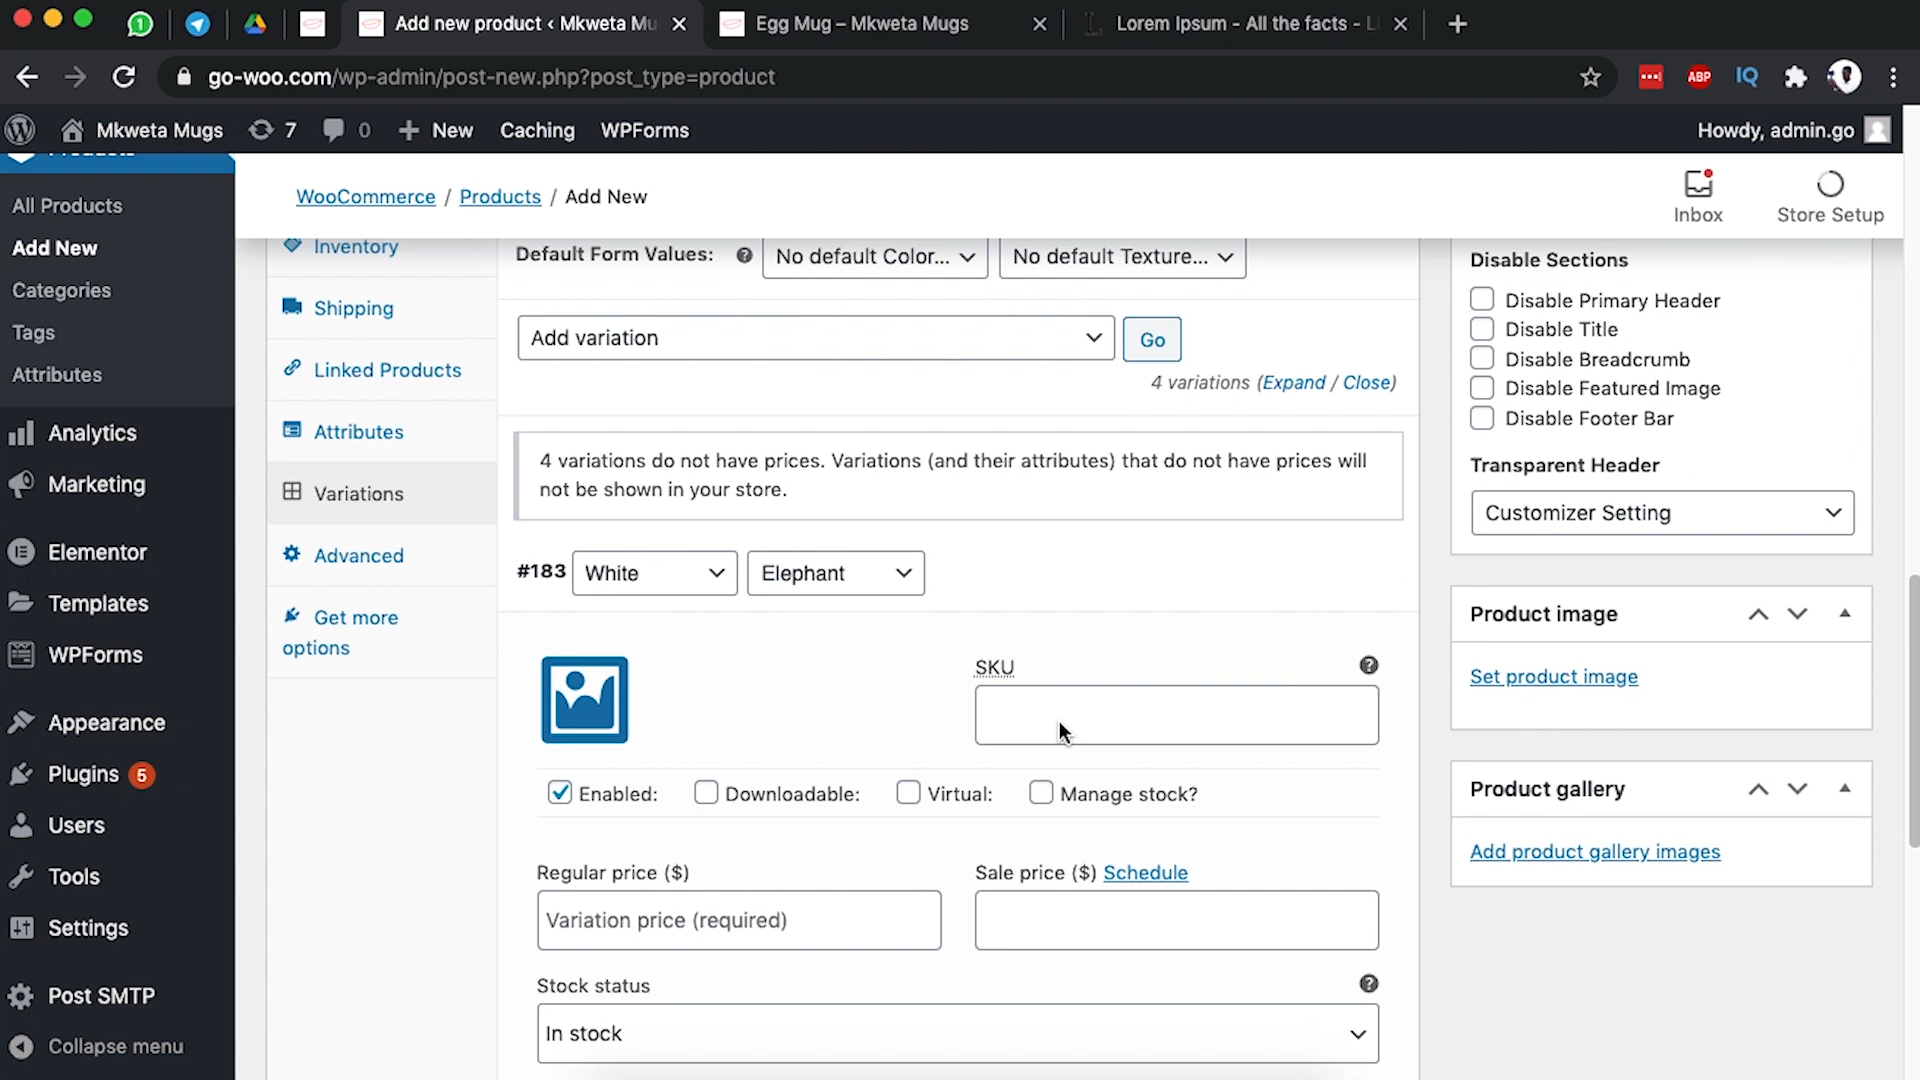 1
Add new product ‹ Mkweta Mu
Egg Mug – Mkweta Mugs
Lorem Ipsum - All the facts - Li
go-woo.com/wp-admin/post-new.php?post_type=product
ABP
IQ
Mkweta Mugs
7
0
New
Caching
WPForms
Howdy, admin.go
Products
All Products
Add New
Categories
Tags
Attributes
Analytics
Marketing
Elementor
Templates
WPForms
Appearance
Plugins 5
Users
Tools
Settings
Post SMTP
Collapse menu
WooCommerce / Products / Add New
Inbox
Store Setup
Inventory
Shipping
Linked Products
Attributes
Variations
Advanced
Get more
options
Default Form Values: No default Color... No default Texture...
Add variation
Go
4 variations (Expand / Close)
4 variations do not have prices. Variations (and their attributes) that do not have prices will
not be shown in your store.
#183 White Elephant
SKU
Enabled: Downloadable: Virtual: Manage stock?
Regular price ($)
Variation price (required)
Sale price ($) Schedule
Stock status
In stock
Disable Sections
Disable Primary Header
Disable Title
Disable Breadcrumb
Disable Featured Image
Disable Footer Bar
Transparent Header
Customizer Setting
Product image
Set product image
Product gallery
Add product gallery images